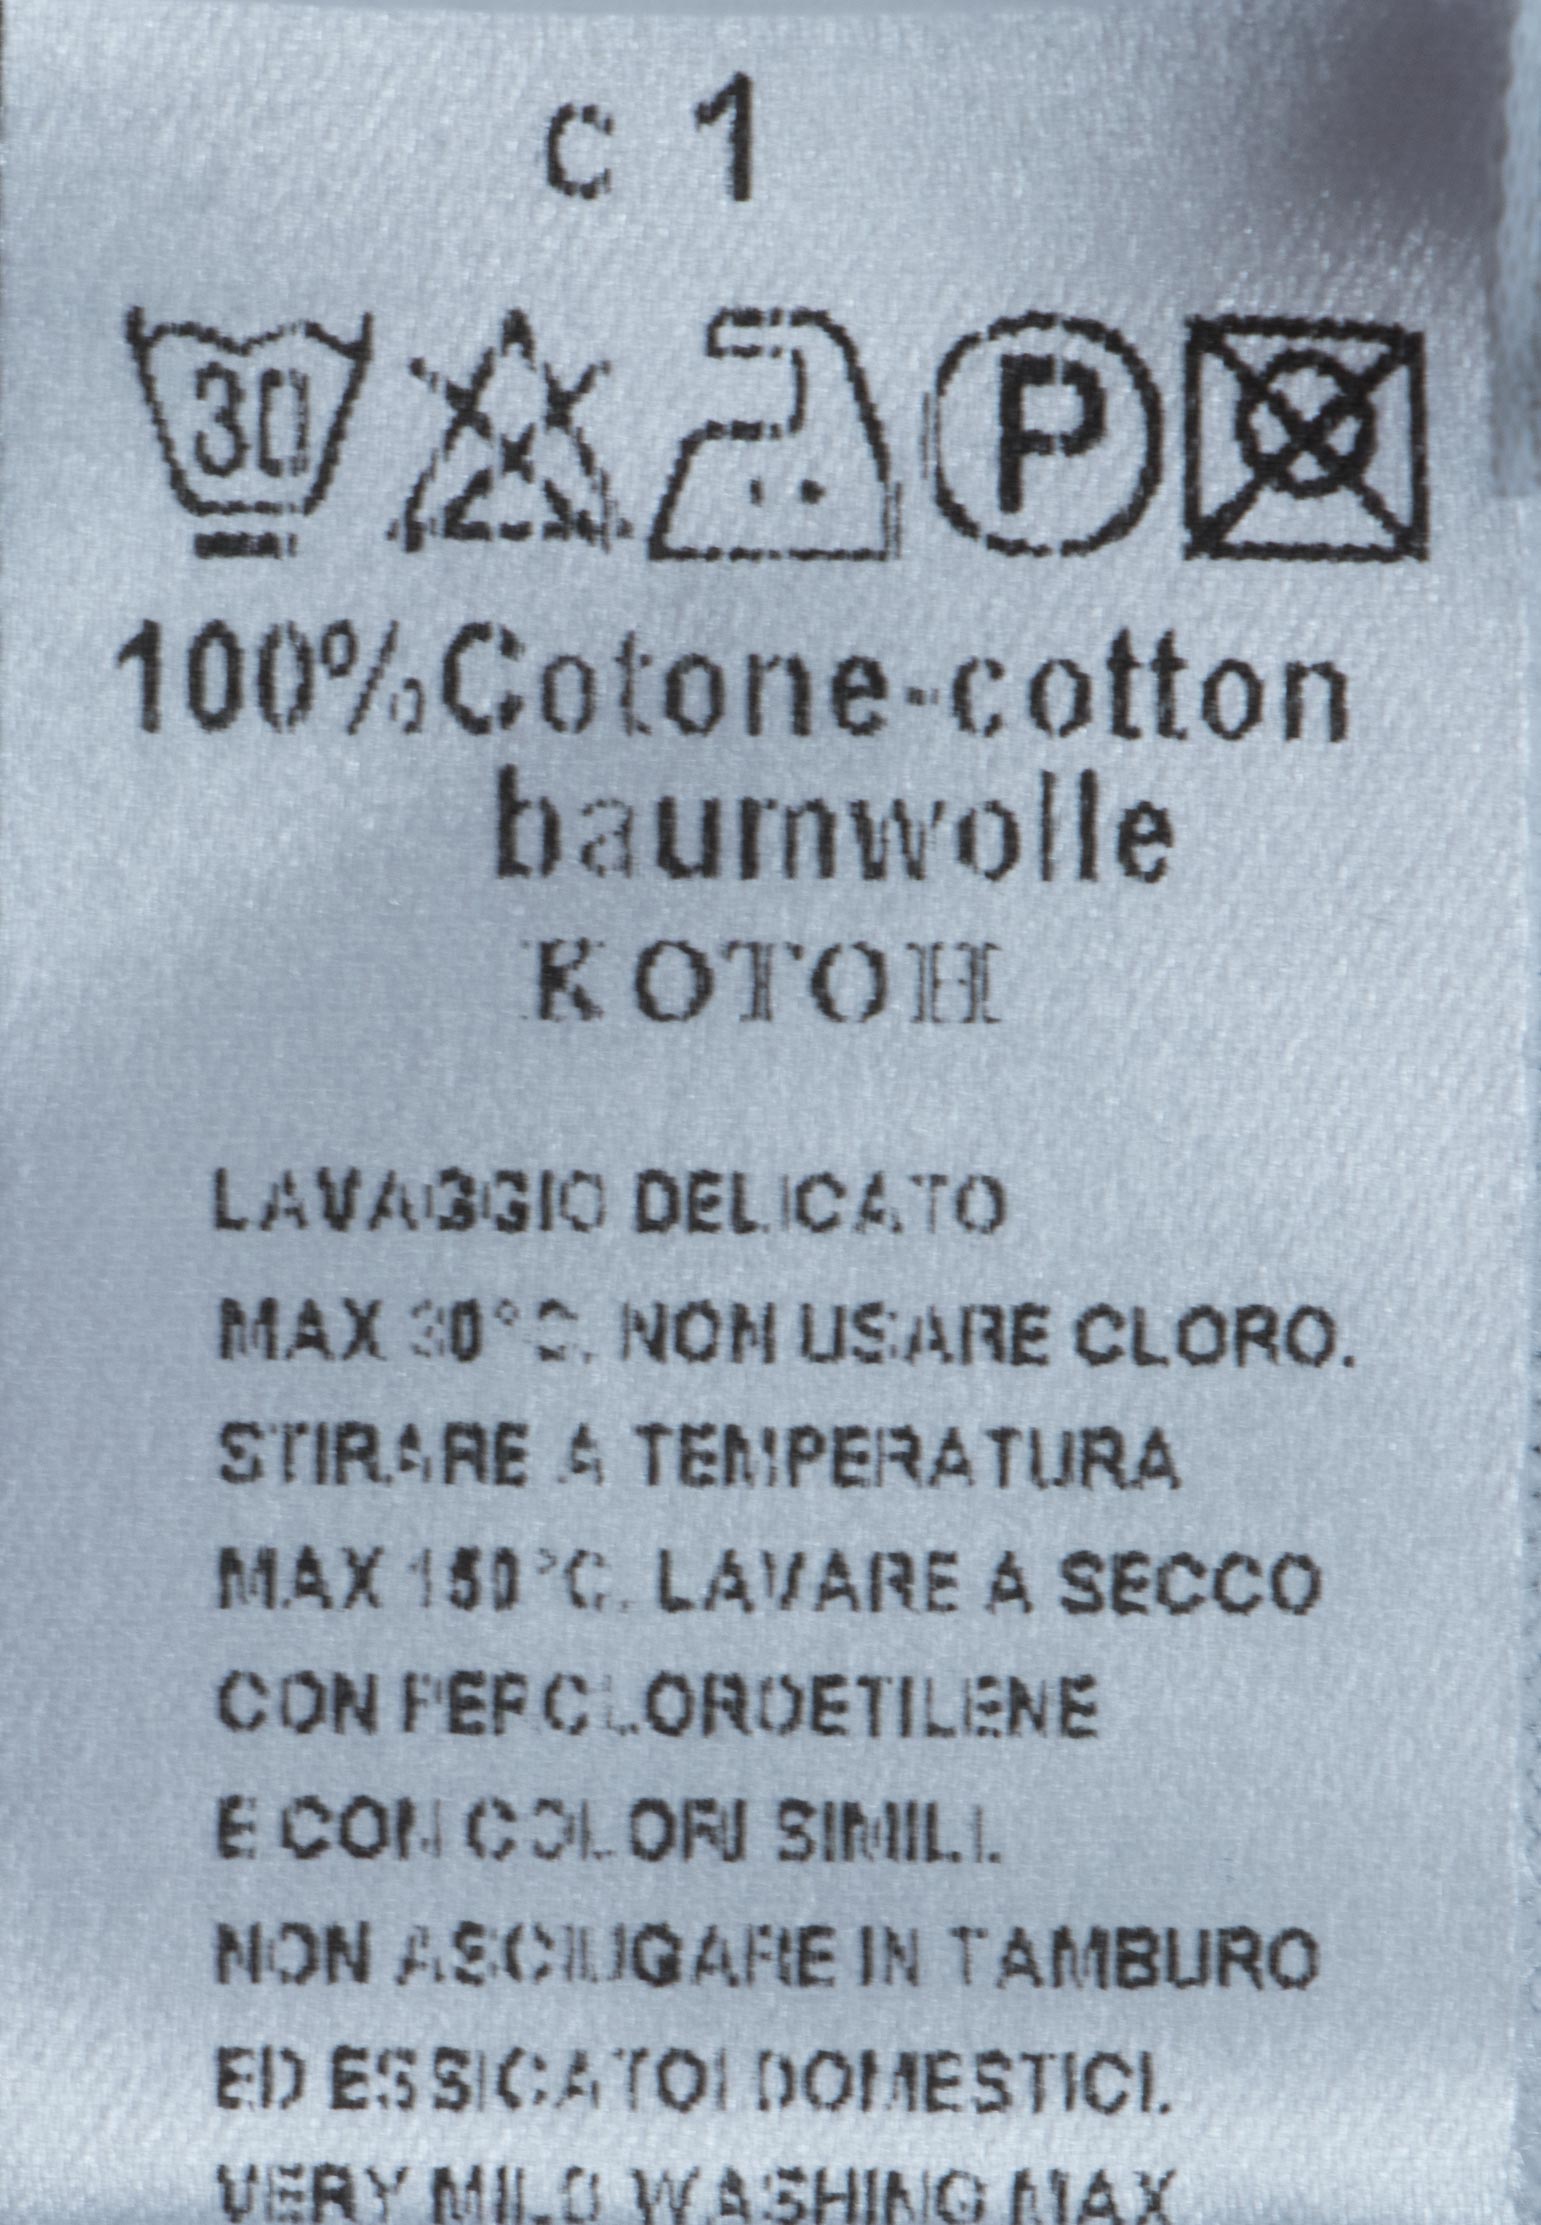 c 1
30 P
100% Cotone-cotton
baumwolle
КОТОН
LAVAGGIO DELICATO
MAX 30°C. NON USARE CLORO.
STIRARE A TEMPERATURA
MAX 150°C. LAVARE A SECCO
CON PERCLOROETILENE
E CON COLORI SIMILI.
NON ASCIUGARE IN TAMBURO
ED ESSICATOI DOMESTICI.
VERY MILD WASHING MAX